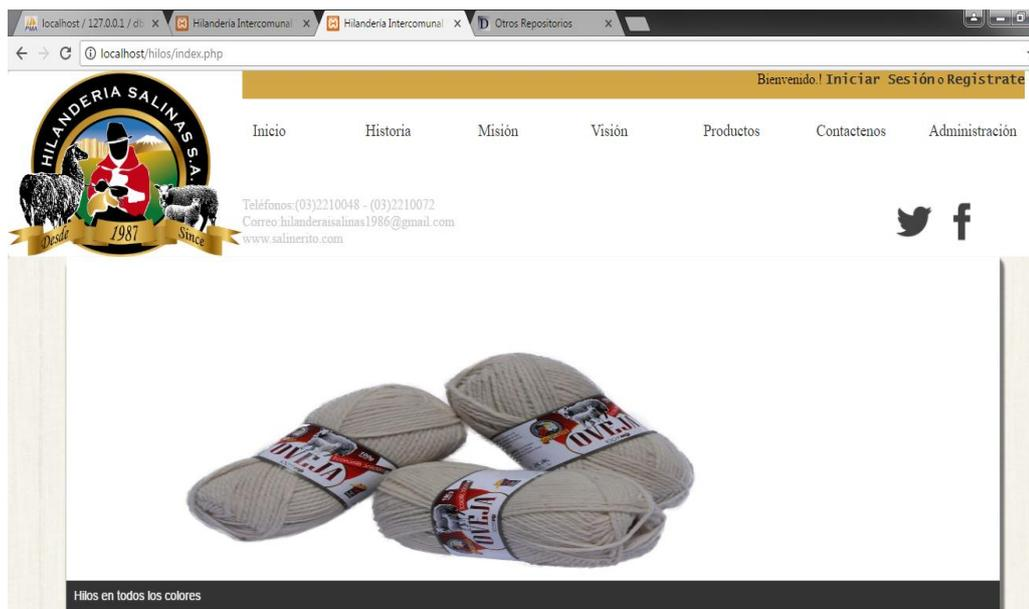 localhost / 127.0.0.1 / db
Hilandería Intercomunal
Hilandería Intercomunal
Otros Repositorios
localhost/hilos/index.php
Bienvenido.! Iniciar Sesión o Registrate
HILANDERIA SALINAS S.A.
Desde 1987 Since
Inicio Historia Misión Visión Productos Contactenos Administración
Teléfonos:(03)2210048 - (03)2210072
Correo:hilanderaisalinas1986@gmail.com
www.salinerito.com
OVEJA
OVEJA
OVEJA
Hilos en todos los colores